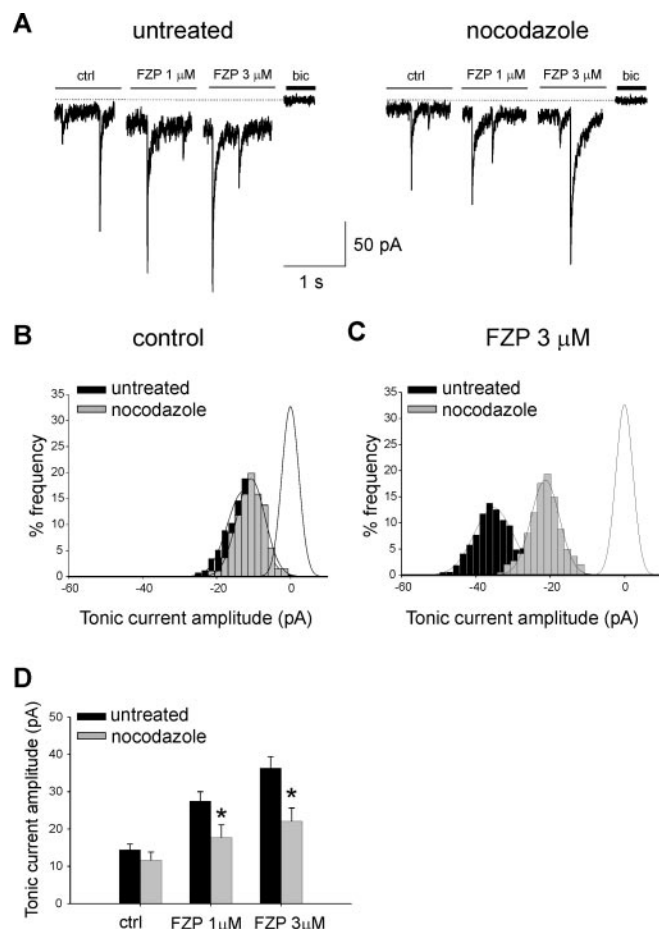 A
untreated
nocodazole
ctrl
FZP 1 μM
FZP 3 μM
bic
ctrl
FZP 1 μM
FZP 3 μM
bic
50 pA
1 s
B
control
untreated
nocodazole
% frequency
35
30
25
20
15
10
5
0
-60
-40
-20
0
Tonic current amplitude (pA)
C
FZP 3 μM
untreated
nocodazole
% frequency
35
30
25
20
15
10
5
0
-60
-40
-20
0
Tonic current amplitude (pA)
D
untreated
nocodazole
Tonic current amplitude (pA)
50
40
30
20
10
0
*
*
ctrl
FZP 1μM
FZP 3μM